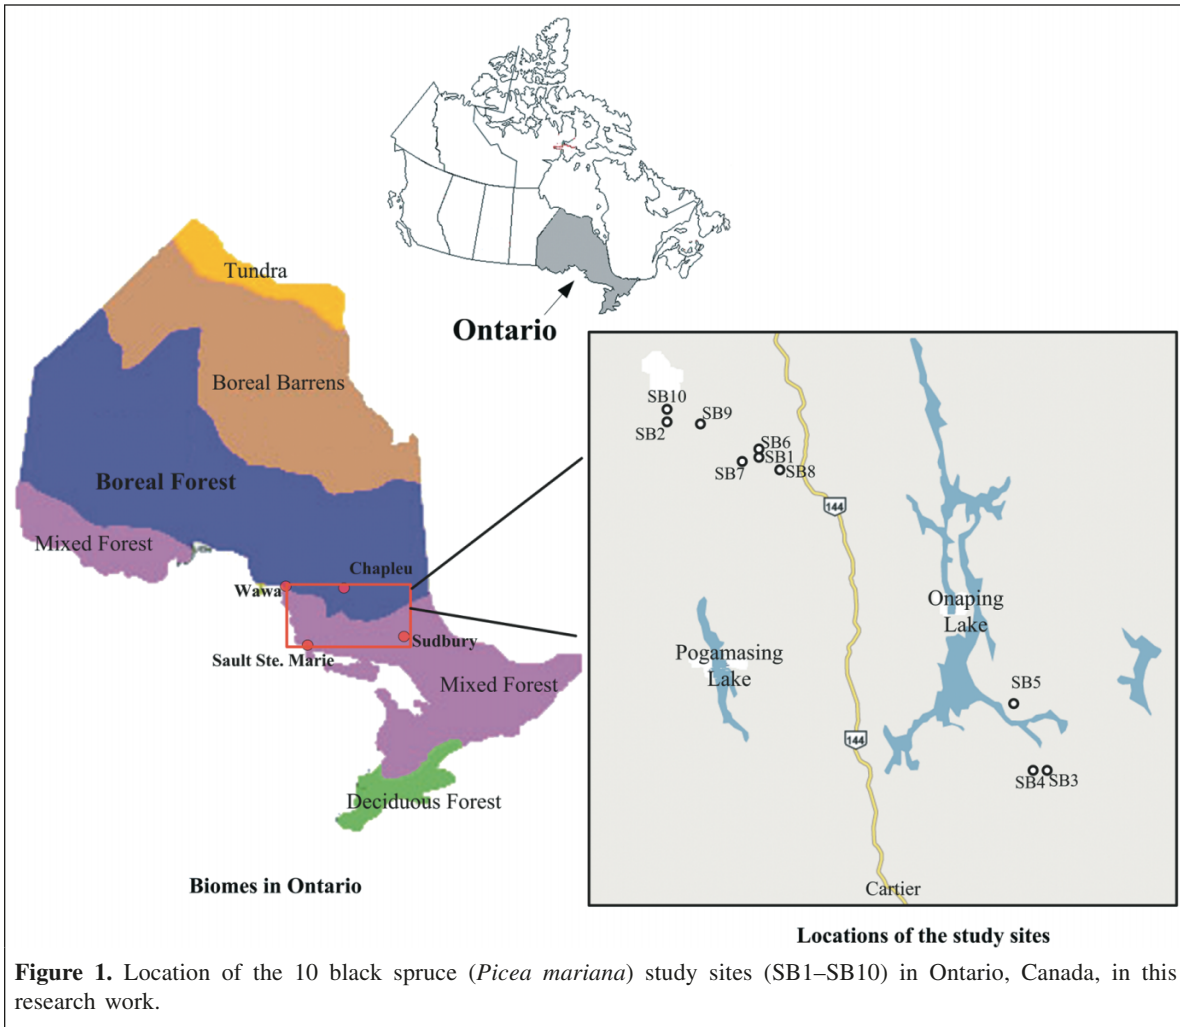 Ontario
Tundra
Boreal Barrens
Boreal Forest
Mixed Forest
Chapleu
Wawa
Sudbury
Sault Ste. Marie
Mixed Forest
Deciduous Forest
Biomes in Ontario
SB10
SB9
SB2
SB6
SB1
SB7
SB8
144
Onaping
Lake
Pogamasing
Lake
SB5
144
SB4
SB3
Cartier
Locations of the study sites
Figure 1. Location of the 10 black spruce (Picea mariana) study sites (SB1–SB10) in Ontario, Canada, in this
research work.